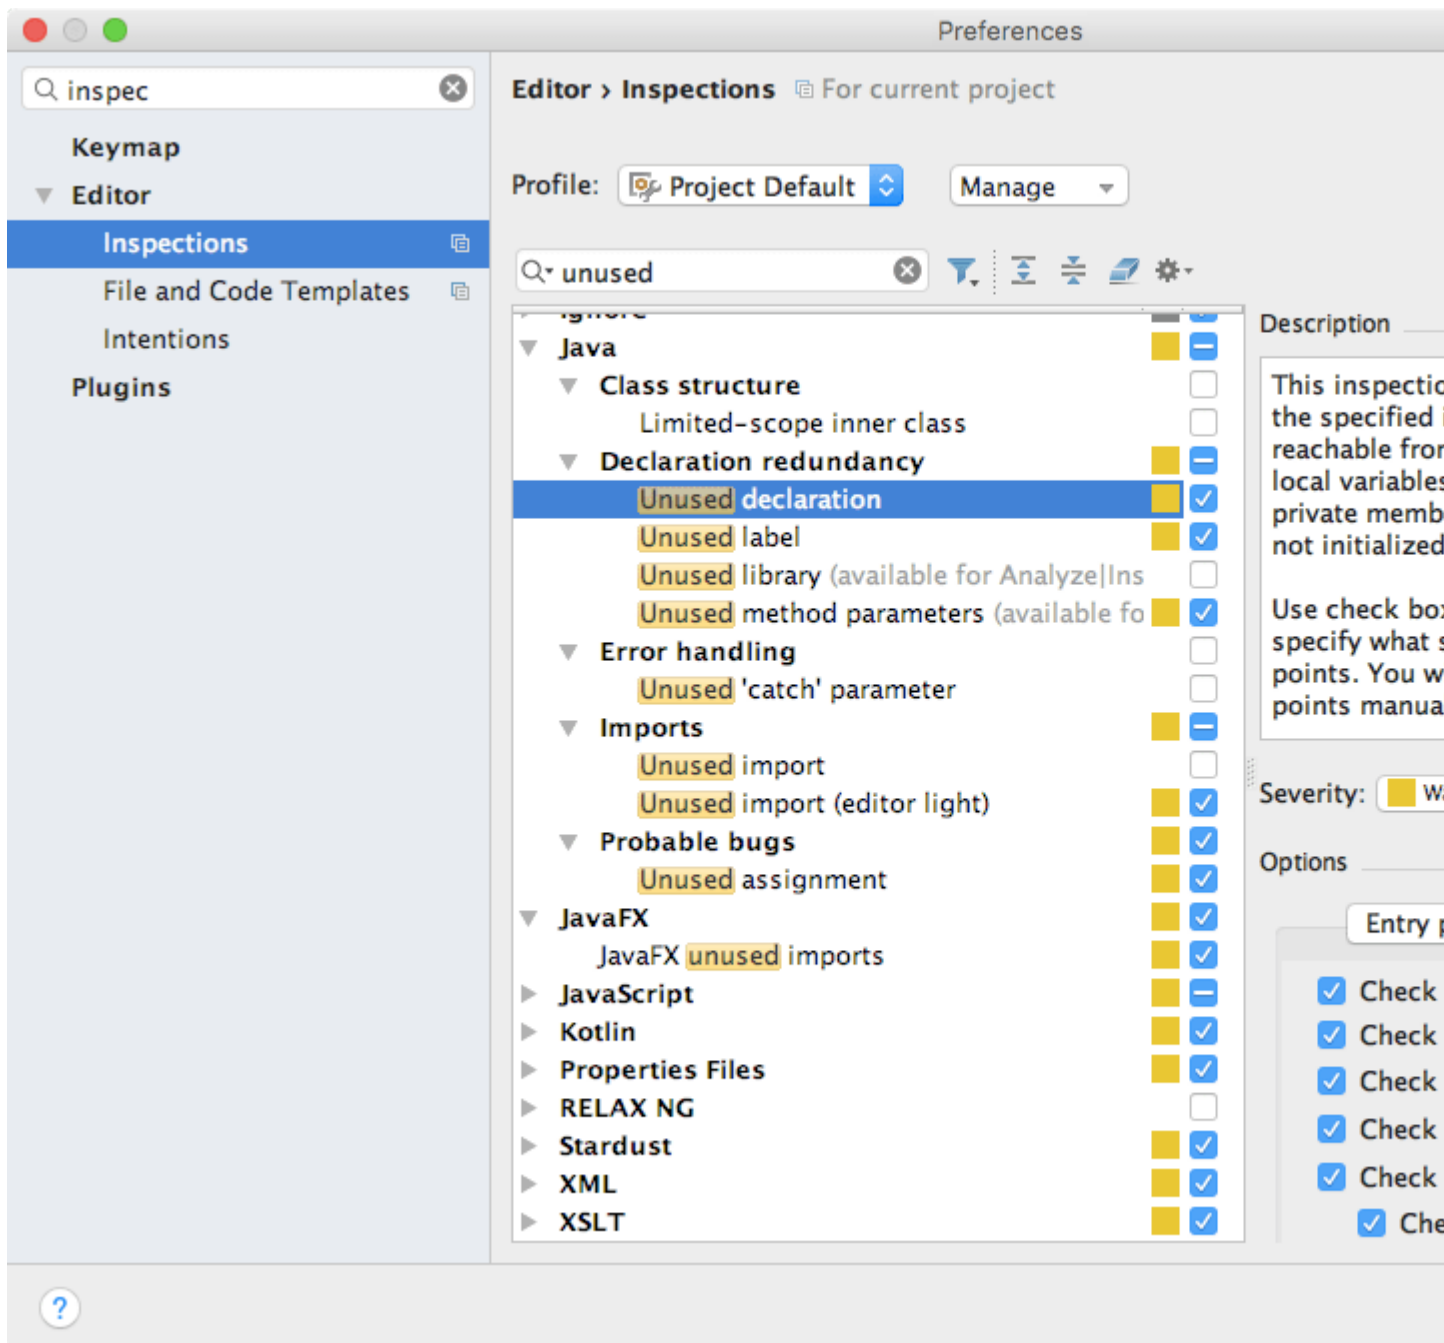 Preferences
inspec
Keymap
Editor
Inspections
File and Code Templates
Intentions
Plugins
Editor › Inspections For current project
Profile: Project Default Manage
unused
Ignore
Java
Class structure
Limited-scope inner class
Declaration redundancy
Unused declaration
Unused label
Unused library (available for Analyze|Ins
Unused method parameters (available fo
Error handling
Unused 'catch' parameter
Imports
Unused import
Unused import (editor light)
Probable bugs
Unused assignment
JavaFX
JavaFX unused imports
JavaScript
Kotlin
Properties Files
RELAX NG
Stardust
XML
XSLT
Description
This inspectio
the specified
reachable fro
local variables
private memb
not initialized
Use check bo
specify what s
points. You w
points manua
Severity: Wa
Options
Entry p
Check
Check
Check
Check
Check
Che
?